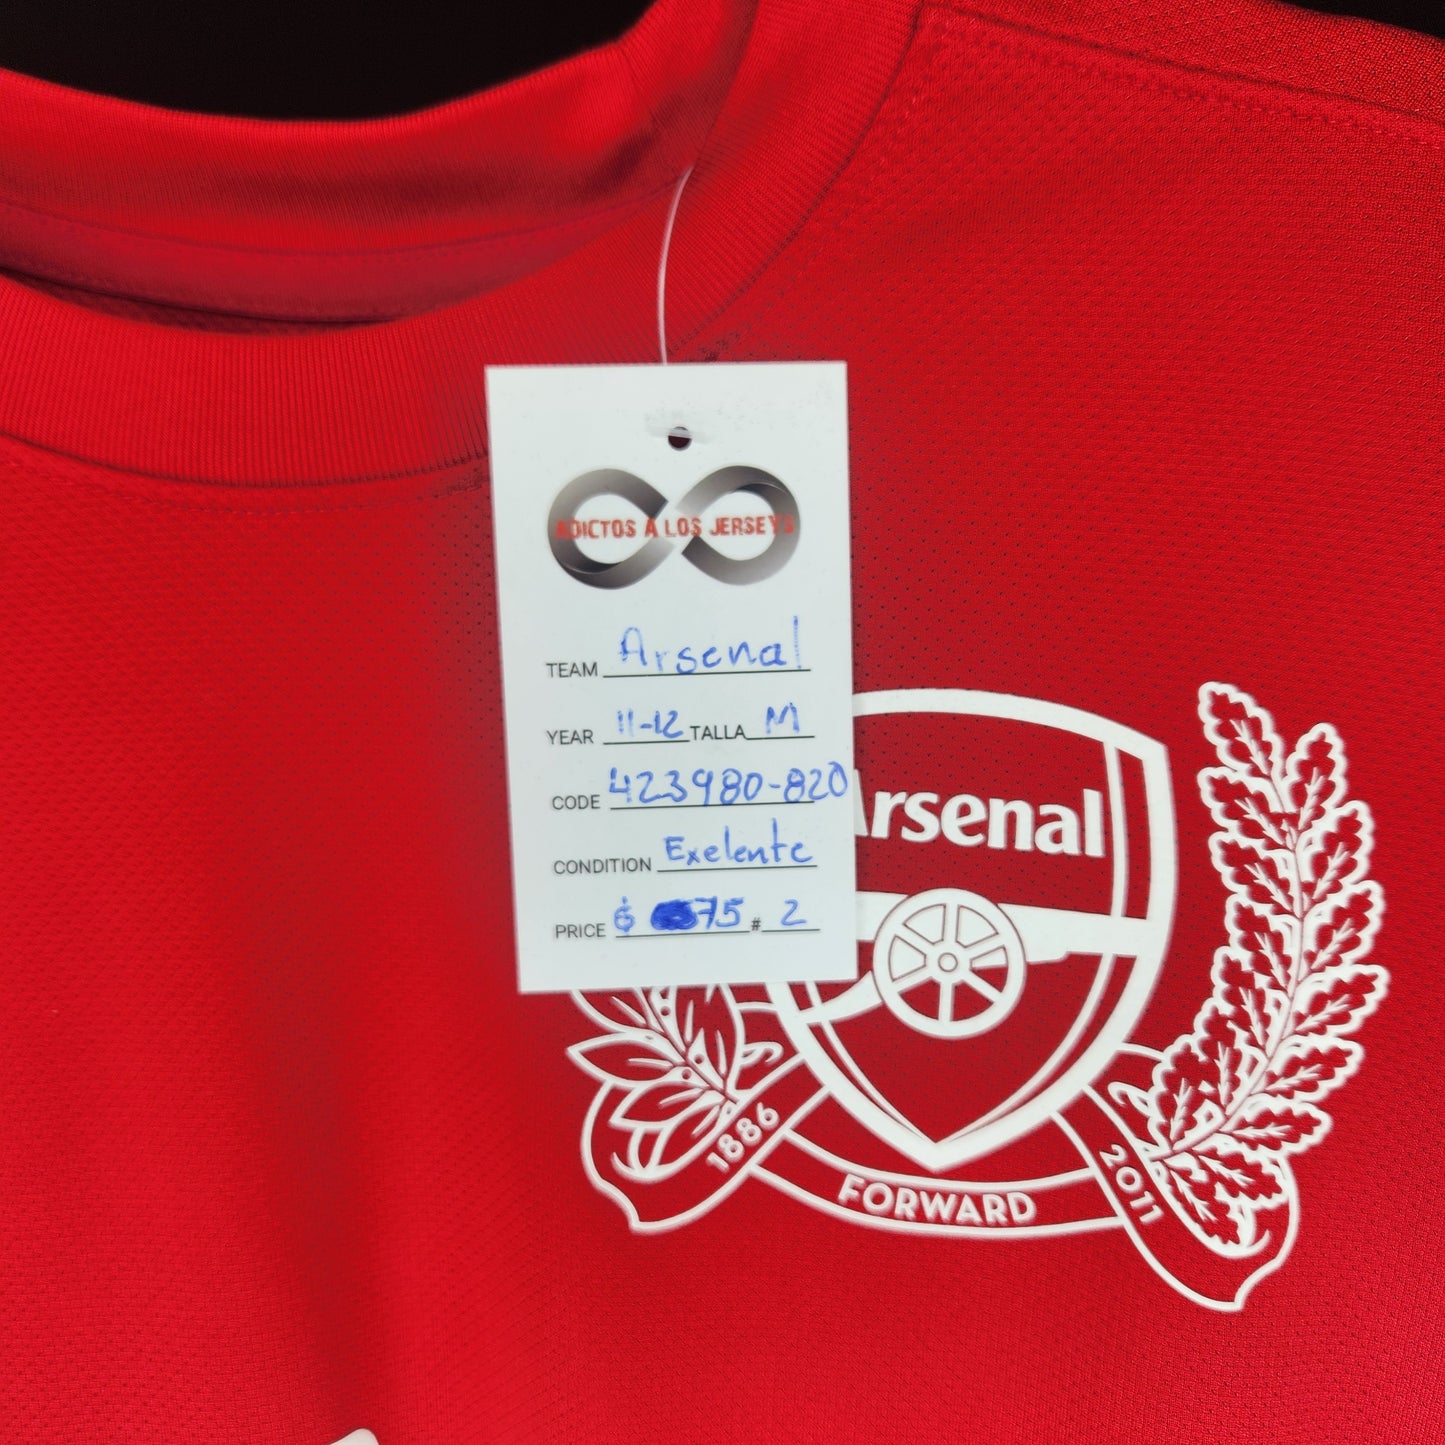 ADICTOS A LOS JERSEYS
TEAM Arsenal
YEAR 11-12 TALLA M
CODE 423980-820
CONDITION Exelente
PRICE $ 75 # 2
Arsenal
1886
FORWARD
2011